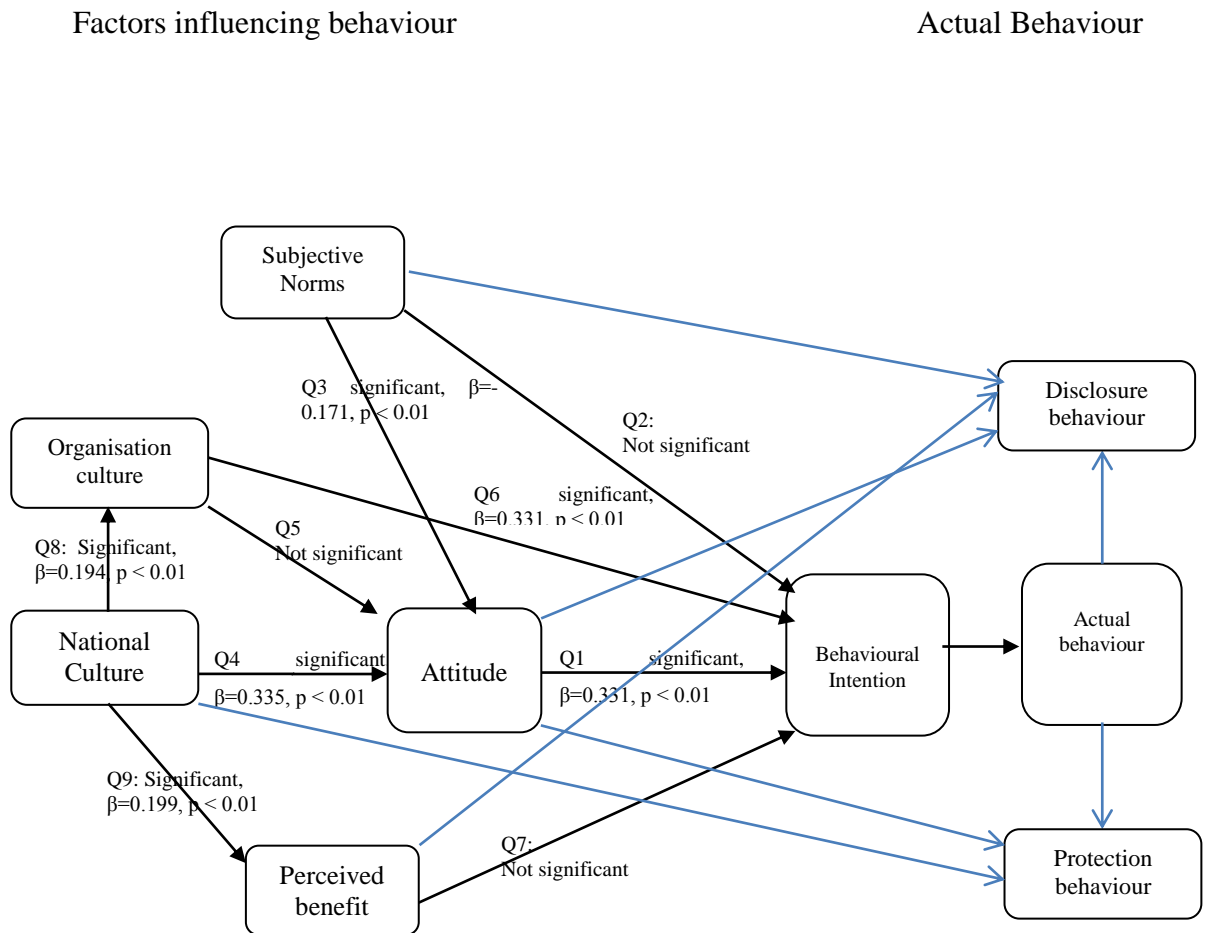 Factors influencing behaviour
Actual Behaviour
Subjective
Norms
Q3 significant, β=-
0.171, p < 0.01
Q2:
Not significant
Disclosure
behaviour
Organisation
culture
Q6 significant,
β=0.331, p < 0.01
Q5
Not significant
Q8: Significant,
β=0.194, p < 0.01
National
Culture
Q4 significant
β=0.335, p < 0.01
Attitude
Q1 significant,
β=0.331, p < 0.01
Behavioural
Intention
Actual
behaviour
Q9: Significant,
β=0.199, p < 0.01
Perceived
benefit
Q7:
Not significant
Protection
behaviour